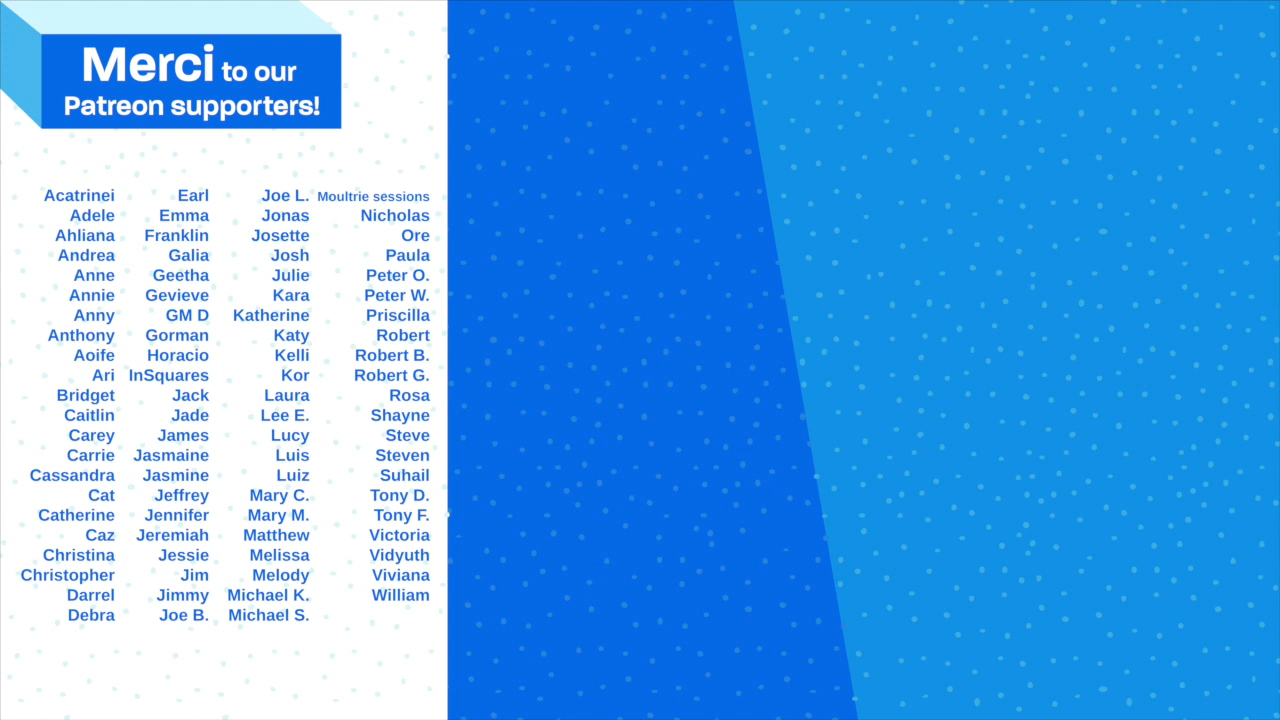 Merci to our
Patreon supporters!
Acatrinei
Adele
Ahliana
Andrea
Anne
Annie
Anny
Anthony
Aoife
Ari
Bridget
Caitlin
Carey
Carrie
Cassandra
Cat
Catherine
Caz
Christina
Christopher
Darrel
Debra
Earl
Emma
Franklin
Galia
Geetha
Gevieve
GM D
Gorman
Horacio
InSquares
Jack
Jade
James
Jasmaine
Jasmine
Jeffrey
Jennifer
Jeremiah
Jessie
Jim
Jimmy
Joe B.
Joe L.
Jonas
Josette
Josh
Julie
Kara
Katherine
Katy
Kelli
Kor
Laura
Lee E.
Lucy
Luis
Luiz
Mary C.
Mary M.
Matthew
Melissa
Melody
Michael K.
Michael S.
Moultrie sessions
Nicholas
Ore
Paula
Peter O.
Peter W.
Priscilla
Robert
Robert B.
Robert G.
Rosa
Shayne
Steve
Steven
Suhail
Tony D.
Tony F.
Victoria
Vidyuth
Viviana
William